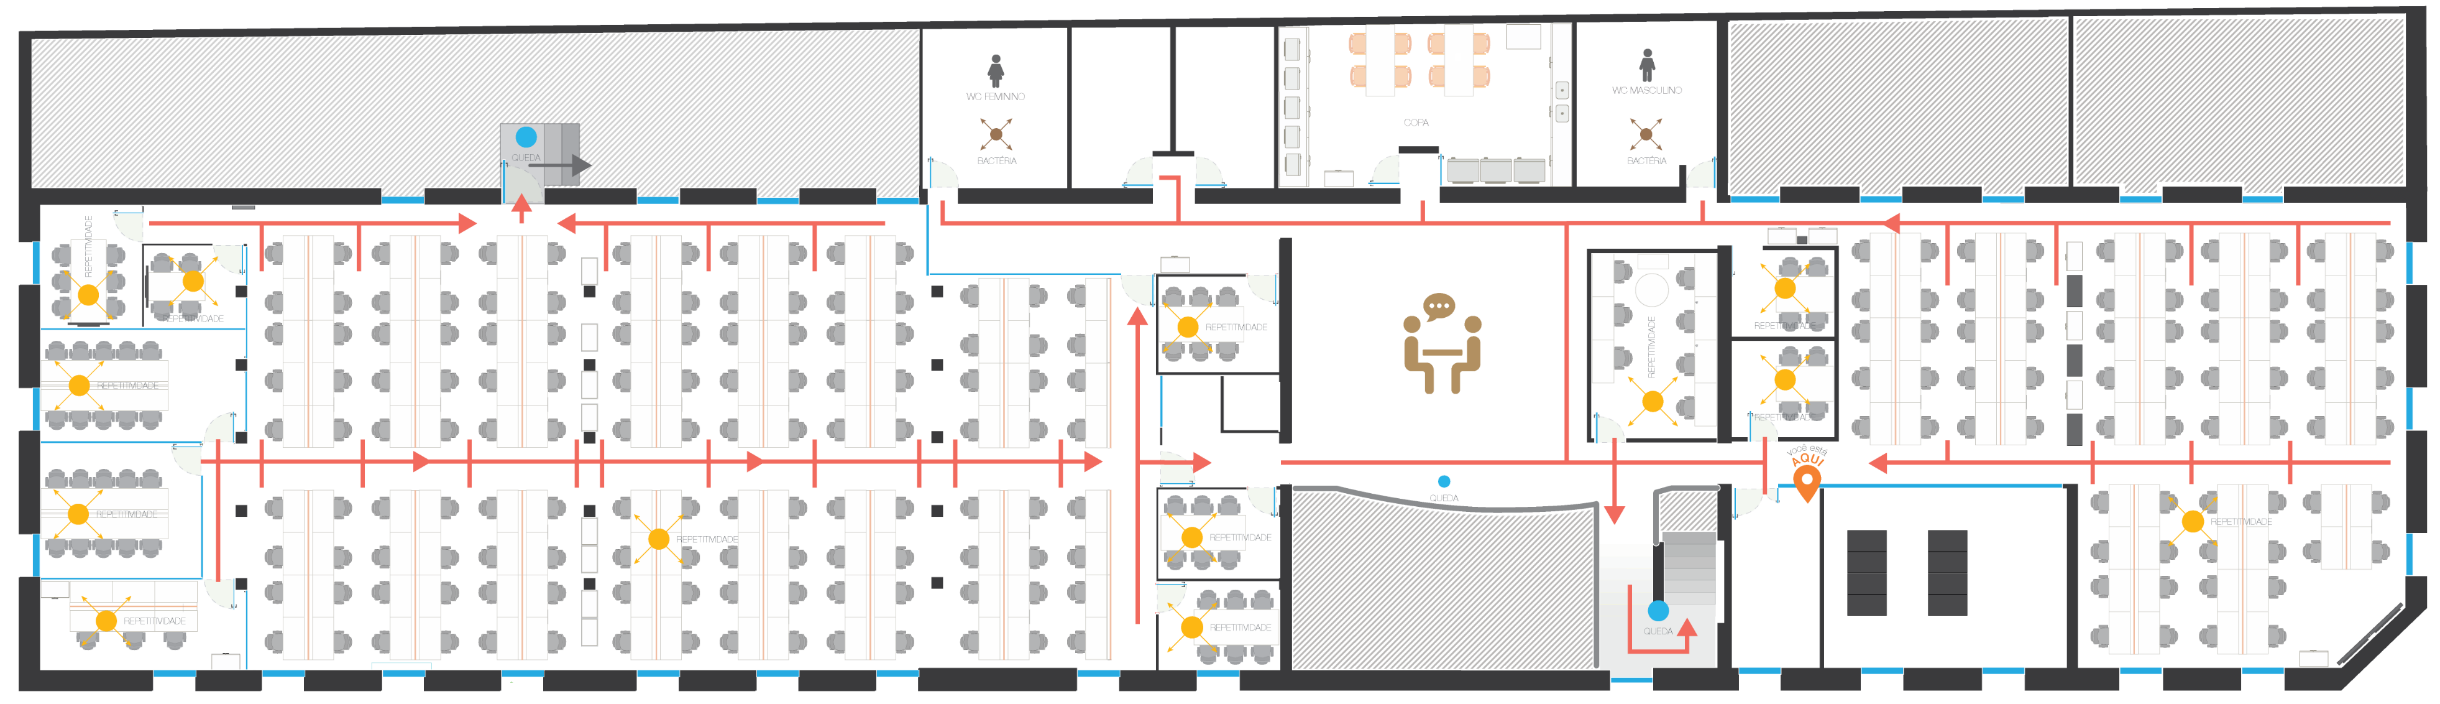 WC FEMININO
BACTÉRIA
COPA
WC MASCULINO
BACTÉRIA
QUEDA
REPETITIVIDADE
REPETITIVIDADE
REPETITIVIDADE
REPETITIVIDADE
REPETITIVIDADE
REPETITIVIDADE
REPETITIVIDADE
REPETITIVIDADE
REPETITIVIDADE
REPETITIVIDADE
REPETITIVIDADE
REPETITIVIDADE
você está
AQUI
QUEDA
QUEDA
REPETITIVIDADE